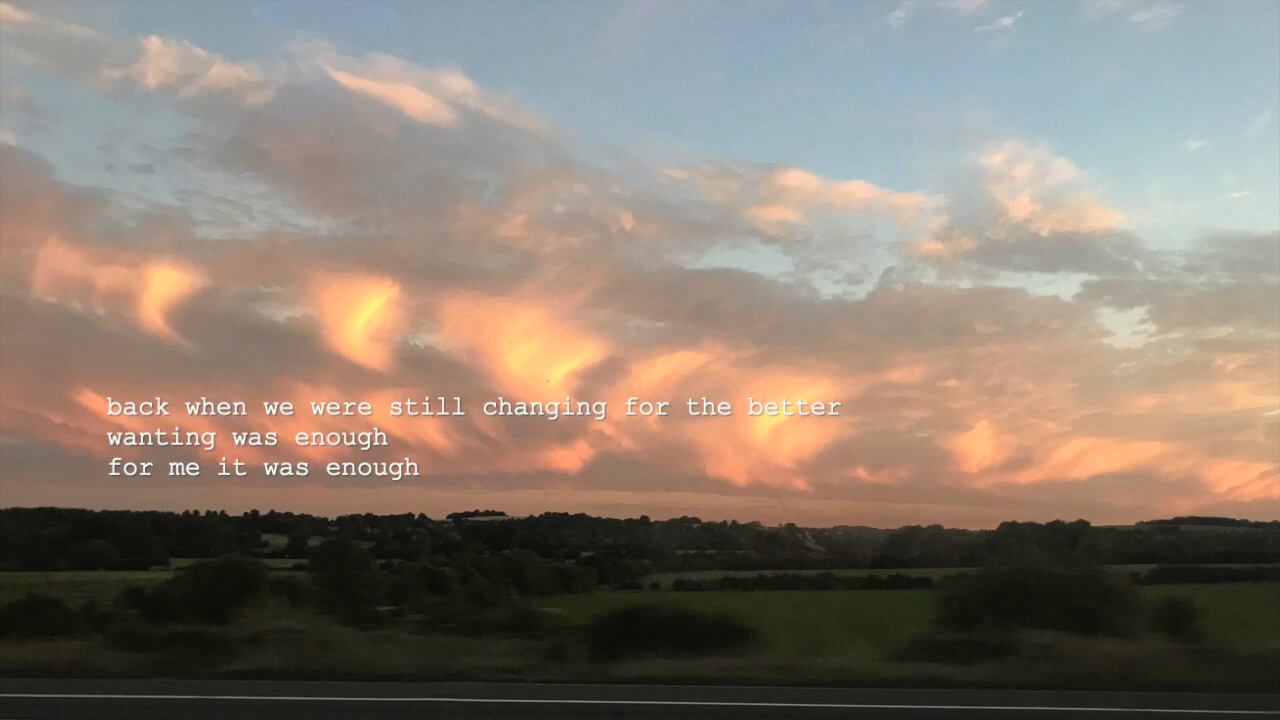 back when we were still changing for the better
wanting was enough
for me it was enough